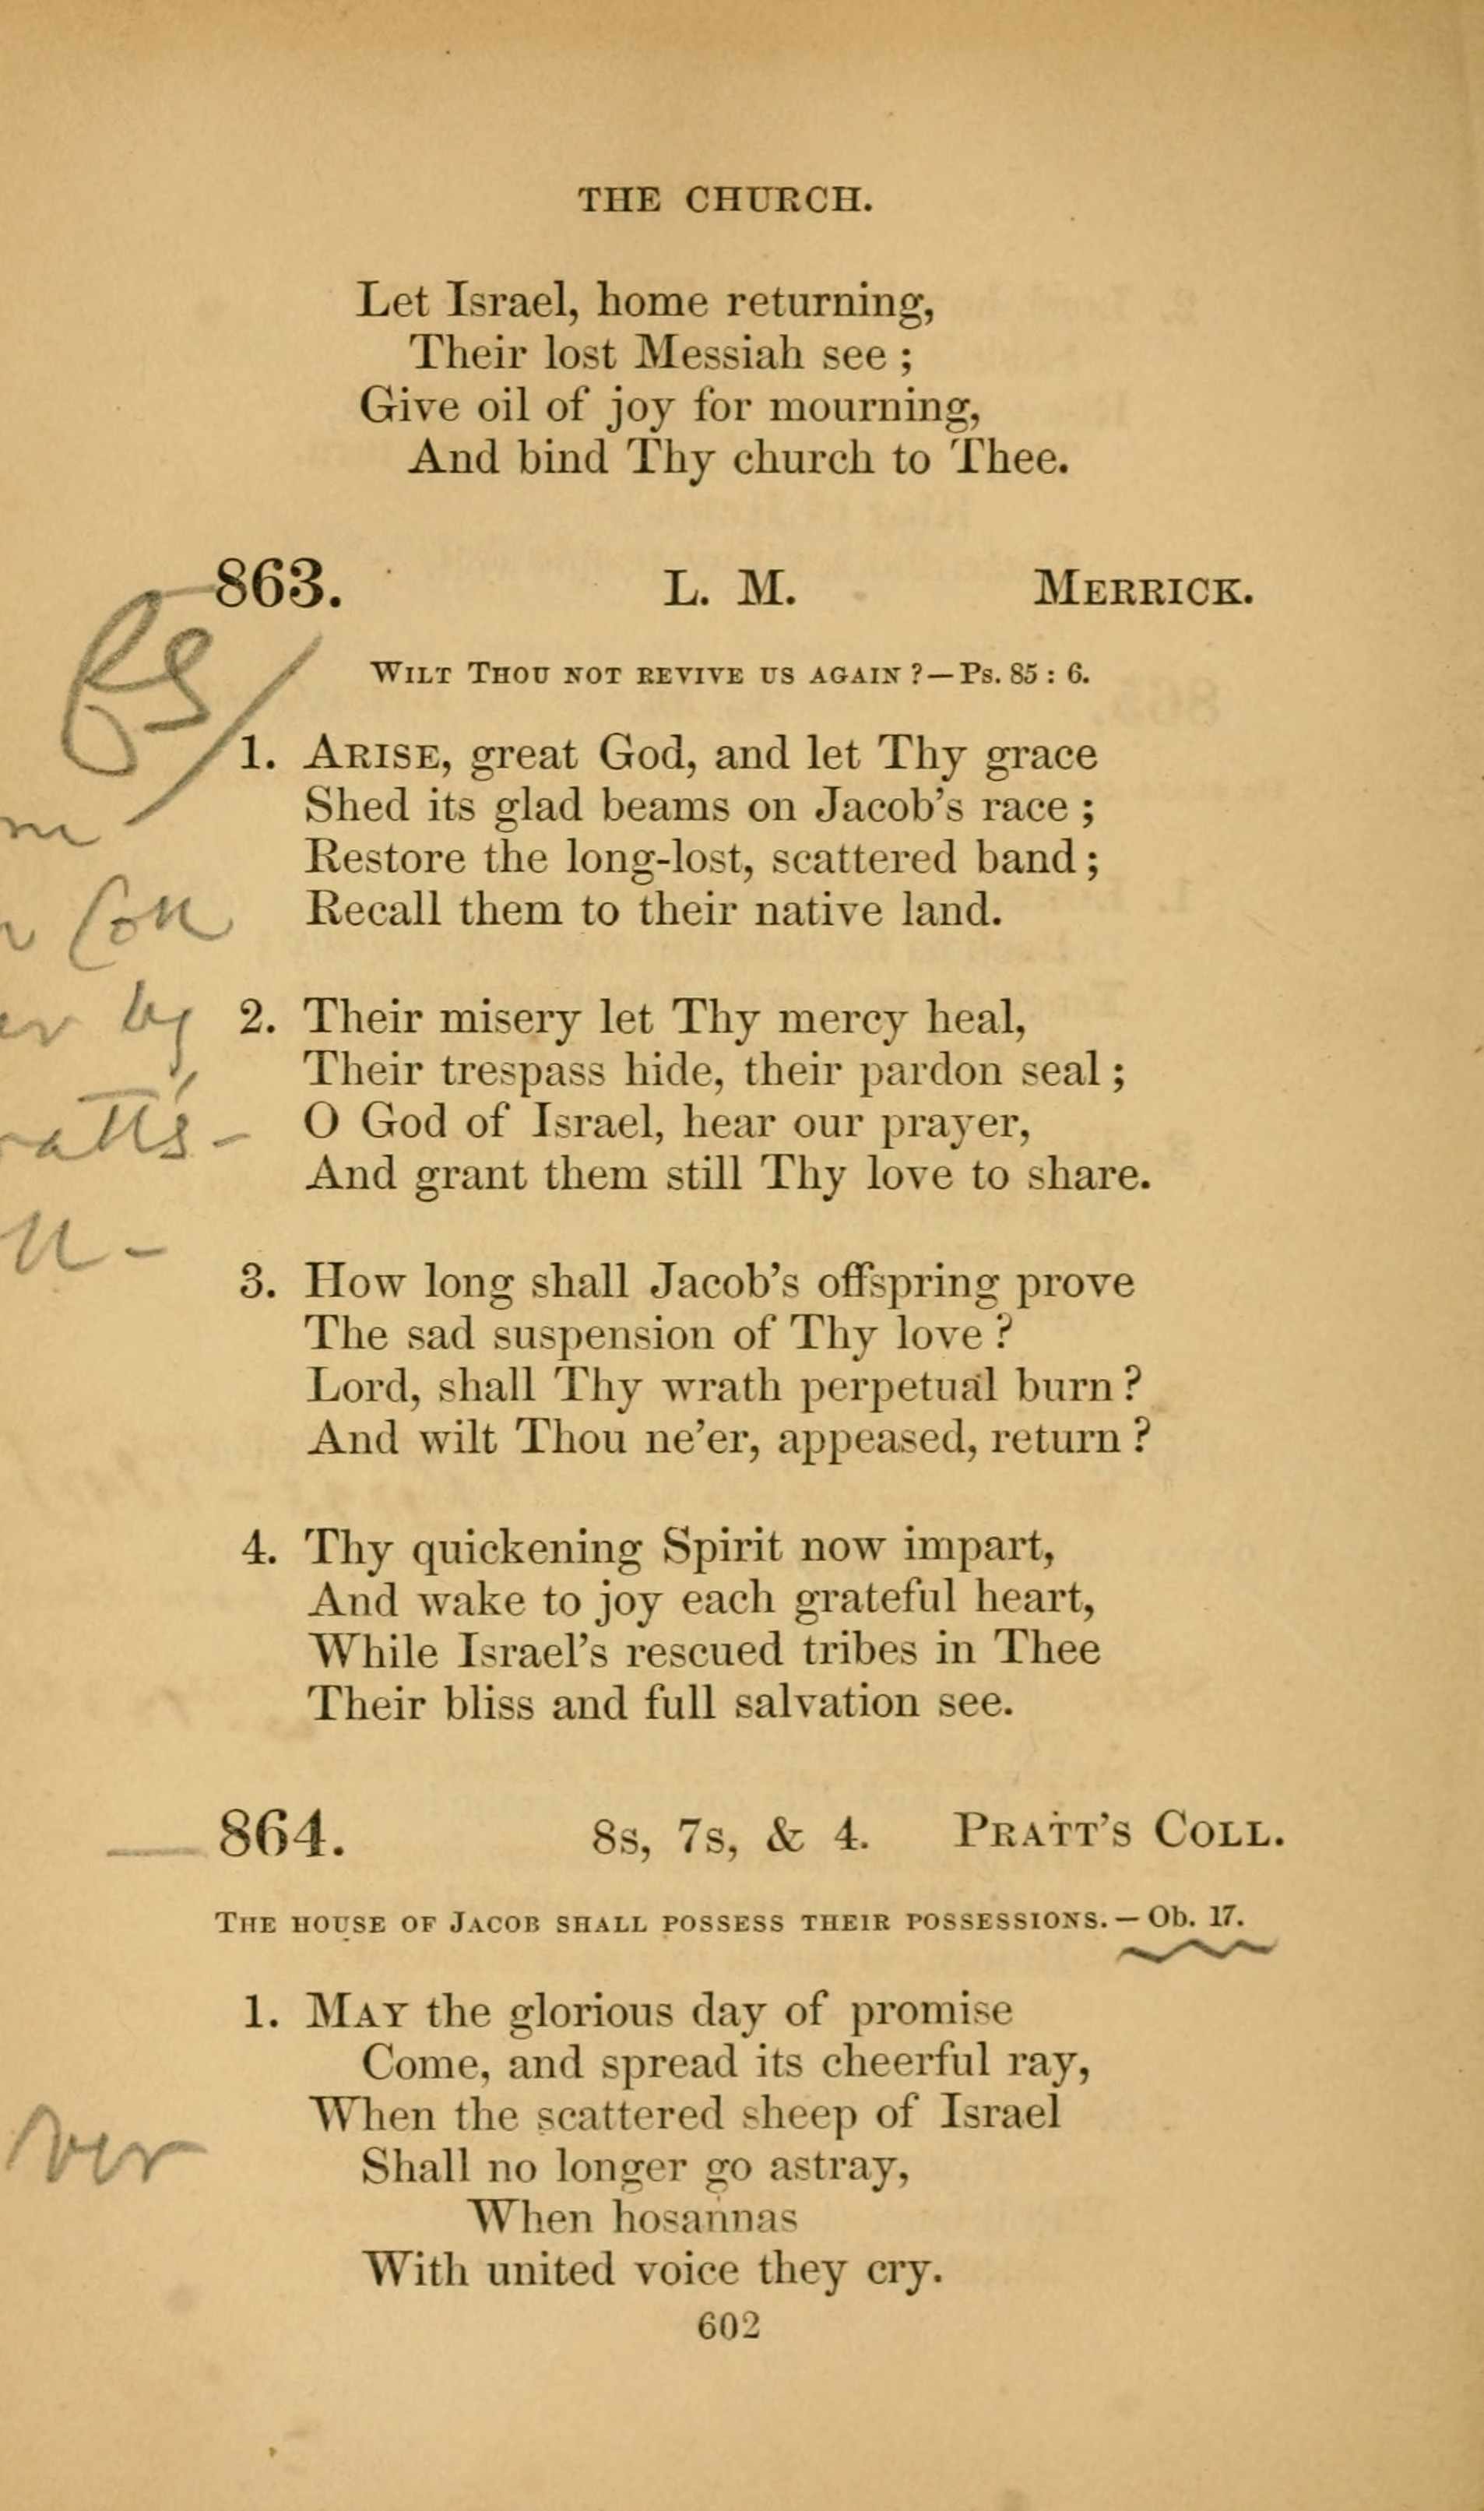 THE CHURCH.
Let Israel, home returning,
Their lost Messiah see ;
Give oil of joy for mourning,
And bind Thy church to Thee.
863. L. M. MERRICK.
WILT THOU NOT REVIVE US AGAIN ?—Ps. 85 : 6.
1. ARISE, great God, and let Thy grace
Shed its glad beams on Jacob's race ;
Restore the long-lost, scattered band ;
Recall them to their native land.
Coll
by
2. Their misery let Thy mercy heal,
Their trespass hide, their pardon seal ;
O God of Israel, hear our prayer,
And grant them still Thy love to share.
3. How long shall Jacob's offspring prove
The sad suspension of Thy love ?
Lord, shall Thy wrath perpetual burn ?
And wilt Thou ne'er, appeased, return ?
4. Thy quickening Spirit now impart,
And wake to joy each grateful heart,
While Israel's rescued tribes in Thee
Their bliss and full salvation see.
864. 8s, 7s, & 4. PRATT'S COLL.
THE HOUSE OF JACOB SHALL POSSESS THEIR POSSESSIONS. — Ob. 17.
1. MAY the glorious day of promise
Come, and spread its cheerful ray,
When the scattered sheep of Israel
Shall no longer go astray,
When hosannas
With united voice they cry.
ver
602